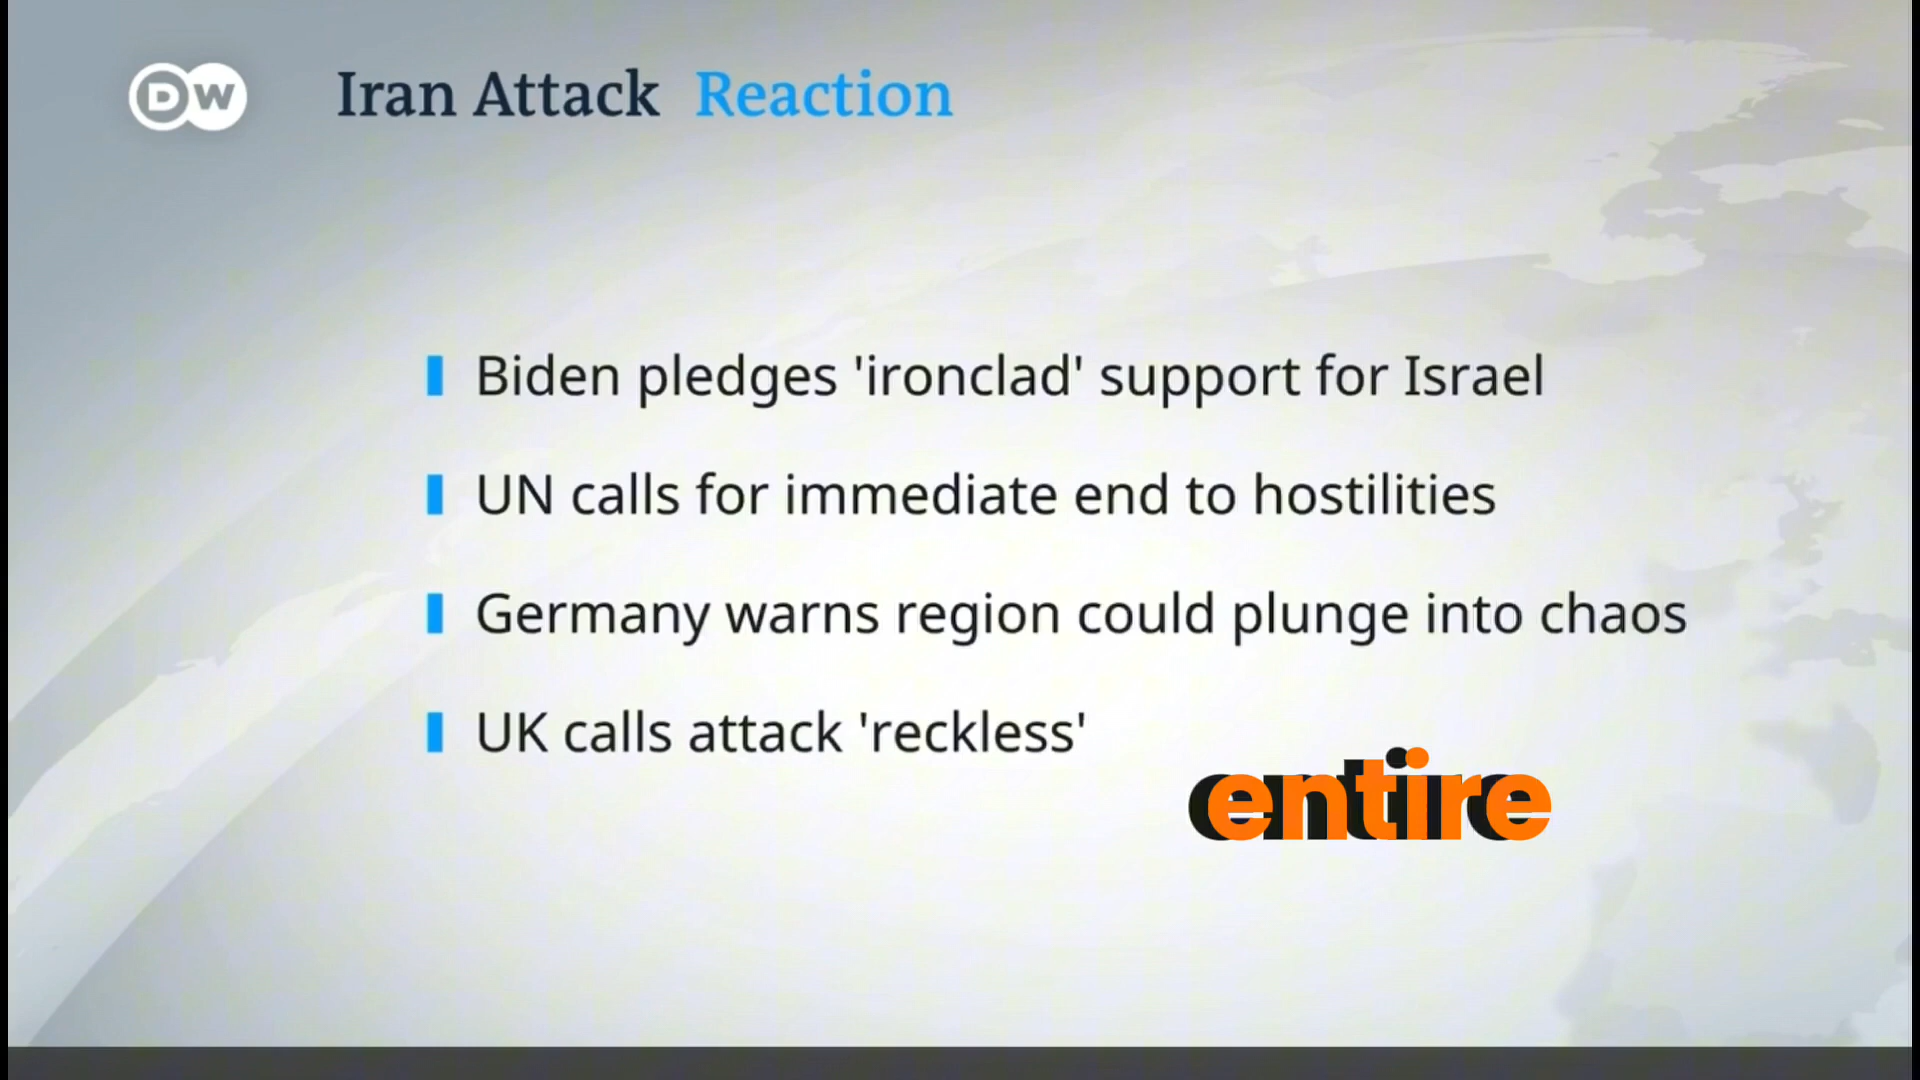 DW Iran Attack Reaction
Biden pledges 'ironclad' support for Israel
UN calls for immediate end to hostilities
Germany warns region could plunge into chaos
UK calls attack 'reckless'
entire